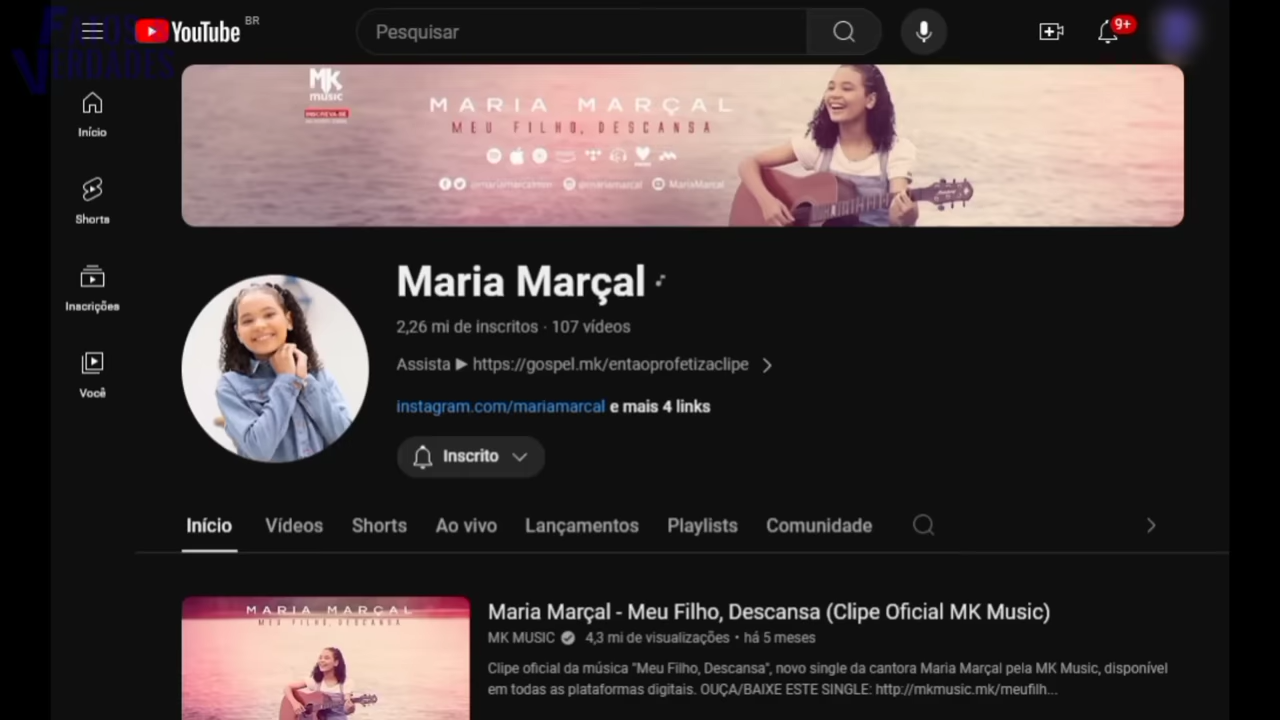 FATOS
VERDADES
YouTube BR
Pesquisar
9+
Início
Shorts
Inscrições
Você
MK
MUSIC
INSCREVA-SE
MARIA MARÇAL
MEU FILHO, DESCANSA
MariaMarcal
Maria Marçal
2,26 mi de inscritos · 107 vídeos
Assista ▶ https://gospel.mk/entaoprofetizaclipe
instagram.com/mariamarcal e mais 4 links
Inscrito
Início Vídeos Shorts Ao vivo Lançamentos Playlists Comunidade
MARIA MARÇAL
MEU FILHO, DESCANSA
Maria Marçal - Meu Filho, Descansa (Clipe Oficial MK Music)
MK MUSIC 4,3 mi de visualizações • há 5 meses
Clipe oficial da música "Meu Filho, Descansa", novo single da cantora Maria Marçal pela MK Music, disponível
em todas as plataformas digitais. OUÇA/BAIXE ESTE SINGLE: http://mkmusic.mk/meufilh...